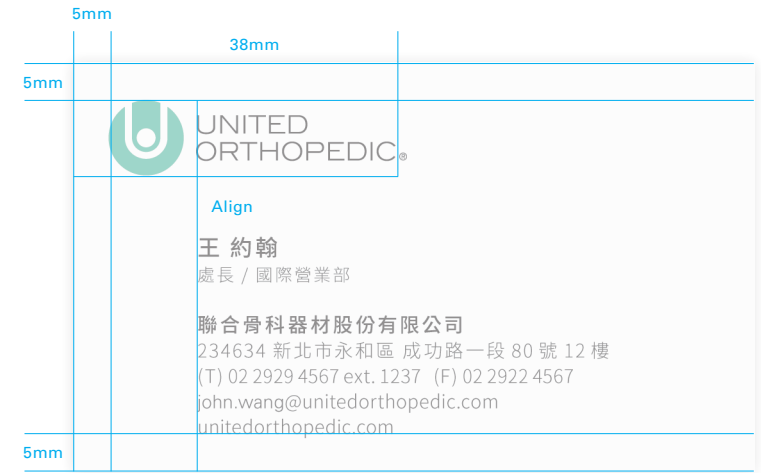 5mm
38mm
5mm
UNITED
ORTHOPEDIC®
Align
王 約翰
處長 / 國際營業部
聯合骨科器材股份有限公司
234634 新北市永和區 成功路一段 80 號 12 樓
(T) 02 2929 4567 ext. 1237 (F) 02 2922 4567
john.wang@unitedorthopedic.com
unitedorthopedic.com
5mm